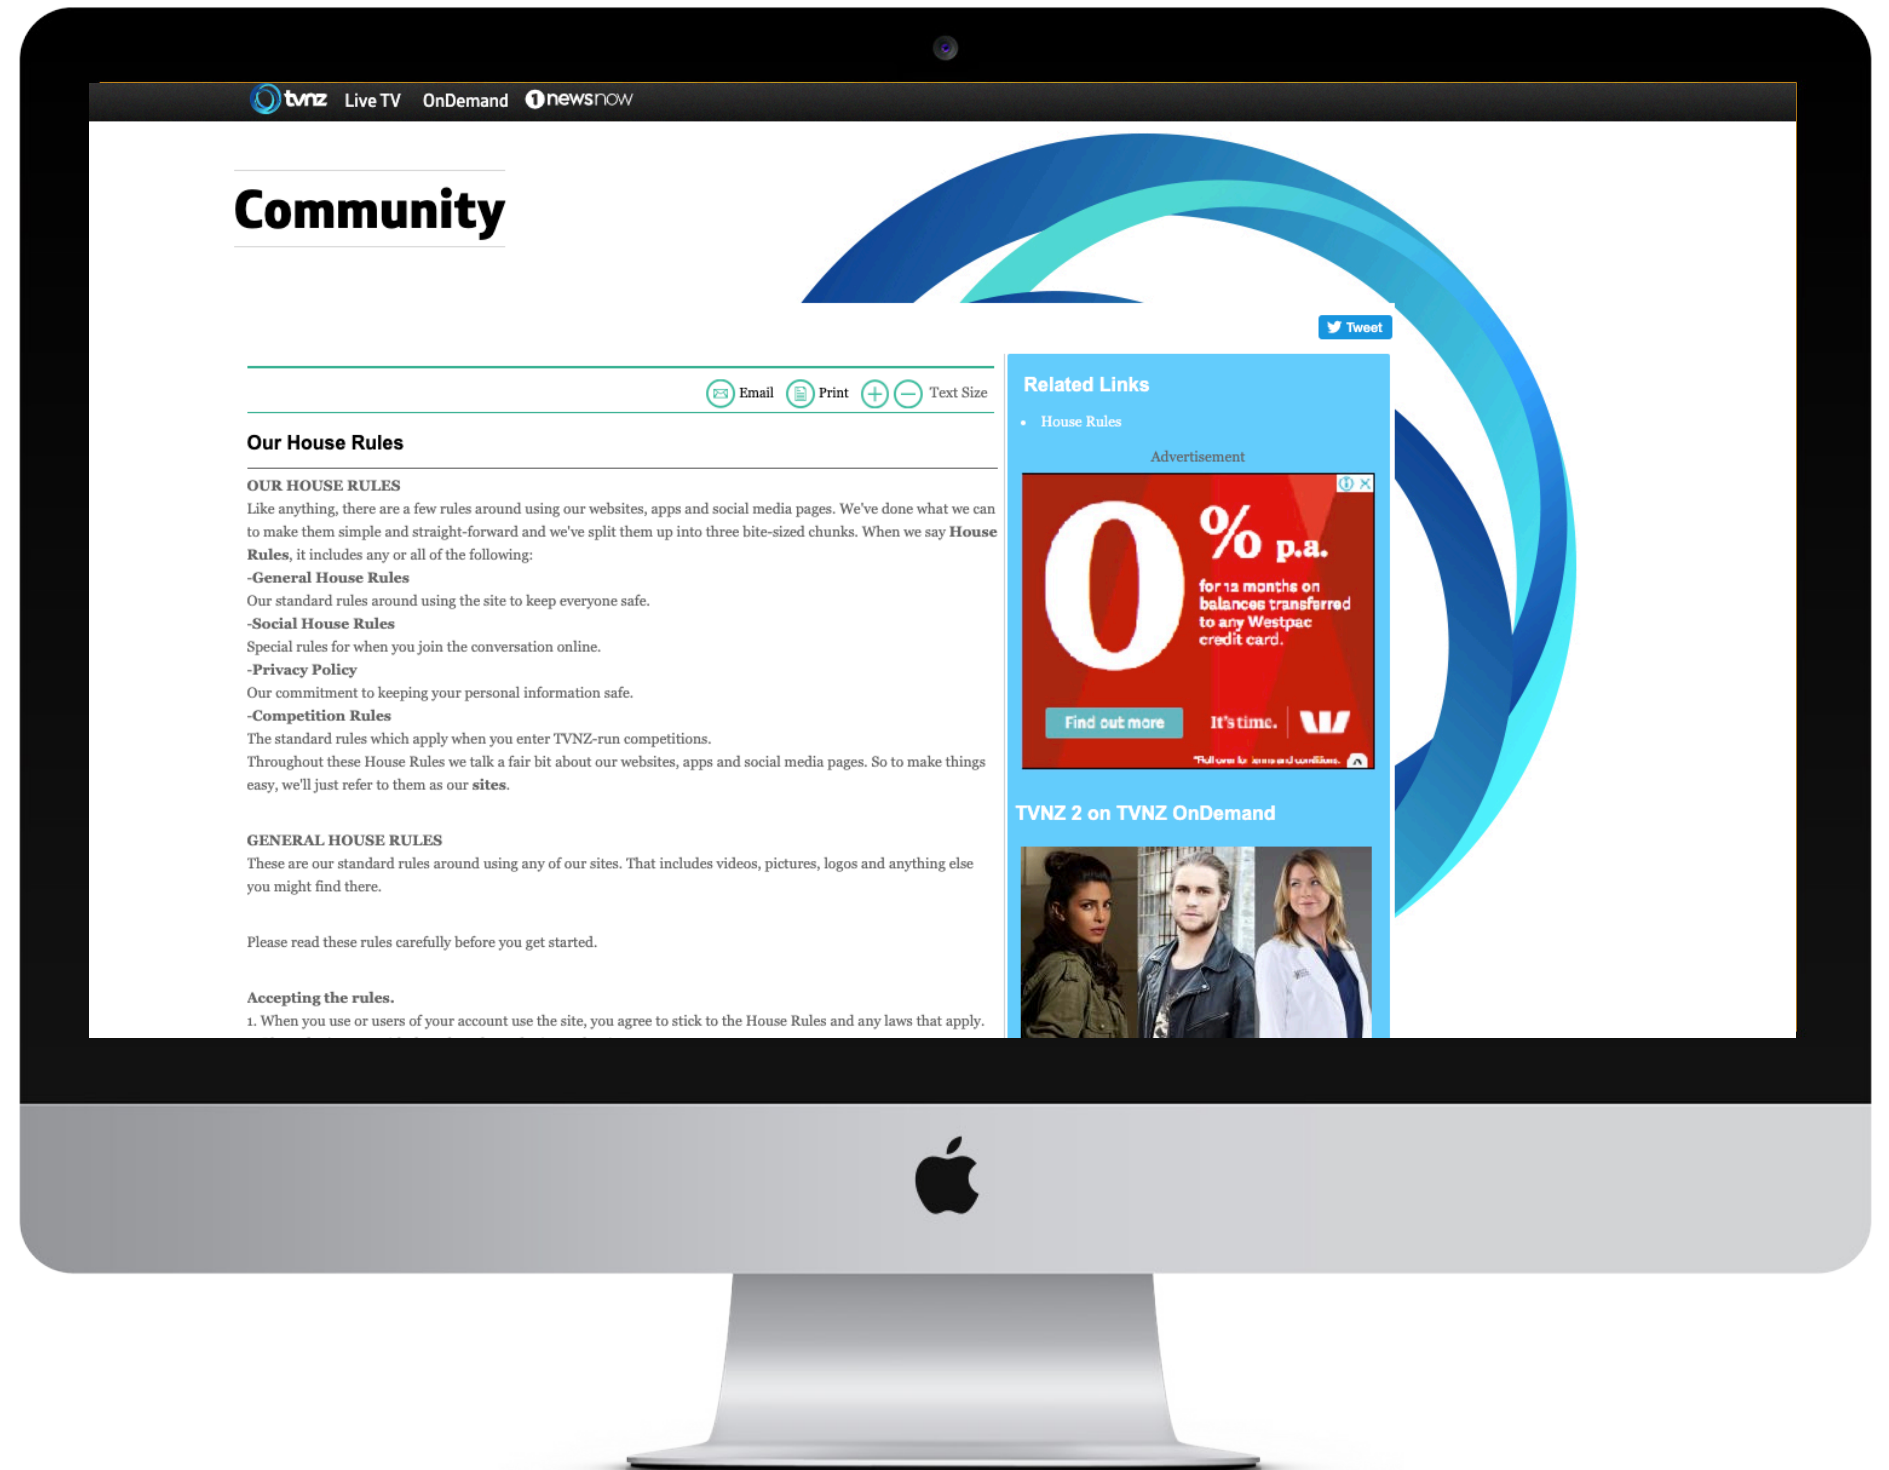 tvnz Live TV OnDemand 1 newsnow
Community
Tweet
Email Print Text Size
Our House Rules
OUR HOUSE RULES
Like anything, there are a few rules around using our websites, apps and social media pages. We've done what we can
to make them simple and straight-forward and we've split them up into three bite-sized chunks. When we say House
Rules, it includes any or all of the following:
-General House Rules
Our standard rules around using the site to keep everyone safe.
-Social House Rules
Special rules for when you join the conversation online.
-Privacy Policy
Our commitment to keeping your personal information safe.
-Competition Rules
The standard rules which apply when you enter TVNZ-run competitions.
Throughout these House Rules we talk a fair bit about our websites, apps and social media pages. So to make things
easy, we'll just refer to them as our sites.
GENERAL HOUSE RULES
These are our standard rules around using any of our sites. That includes videos, pictures, logos and anything else
you might find there.
Please read these rules carefully before you get started.
Accepting the rules.
1. When you use or users of your account use the site, you agree to stick to the House Rules and any laws that apply.
Related Links
• House Rules
Advertisement
0% p.a.
for 12 months on
balances transferred
to any Westpac
credit card.
Find out more It's time.
*Roll over for terms and conditions.
TVNZ 2 on TVNZ OnDemand